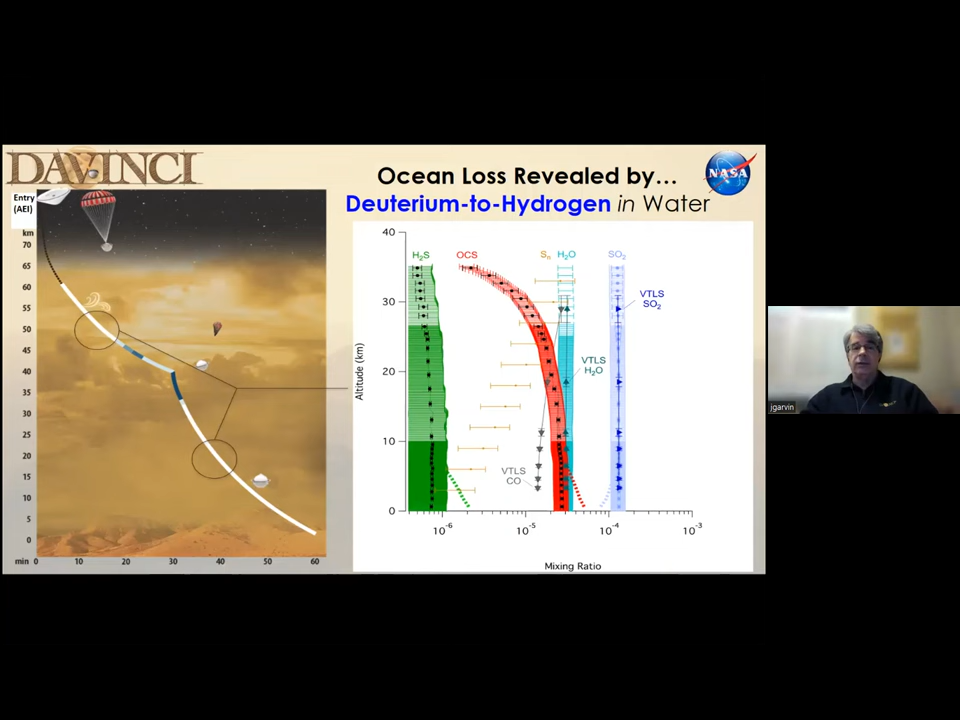 DAVINCI
NASA
Ocean Loss Revealed by...
Deuterium-to-Hydrogen in Water
Entry
(AEI)
km
70
65
60
55
50
45
40
35
30
25
20
15
10
5
0
min 0 10 20 30 40 50 60
40
30
20
10
0
Altitude (km)
H₂S
OCS
Sₙ
H₂O
SO₂
VTLS
SO₂
VTLS
H₂O
VTLS
CO
10⁻⁶
10⁻⁵
10⁻⁴
10⁻³
Mixing Ratio
jgarvin